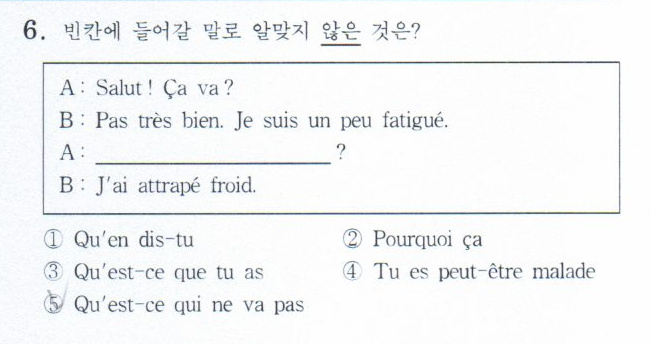 6. 빈칸에 들어갈 말로 알맞지 않은 것은?
A : Salut ! Ça va ?
B : Pas très bien. Je suis un peu fatigué.
A : ____________________ ?
B : J'ai attrapé froid.
① Qu'en dis-tu
② Pourquoi ça
③ Qu'est-ce que tu as
④ Tu es peut-être malade
⑤ Qu'est-ce qui ne va pas